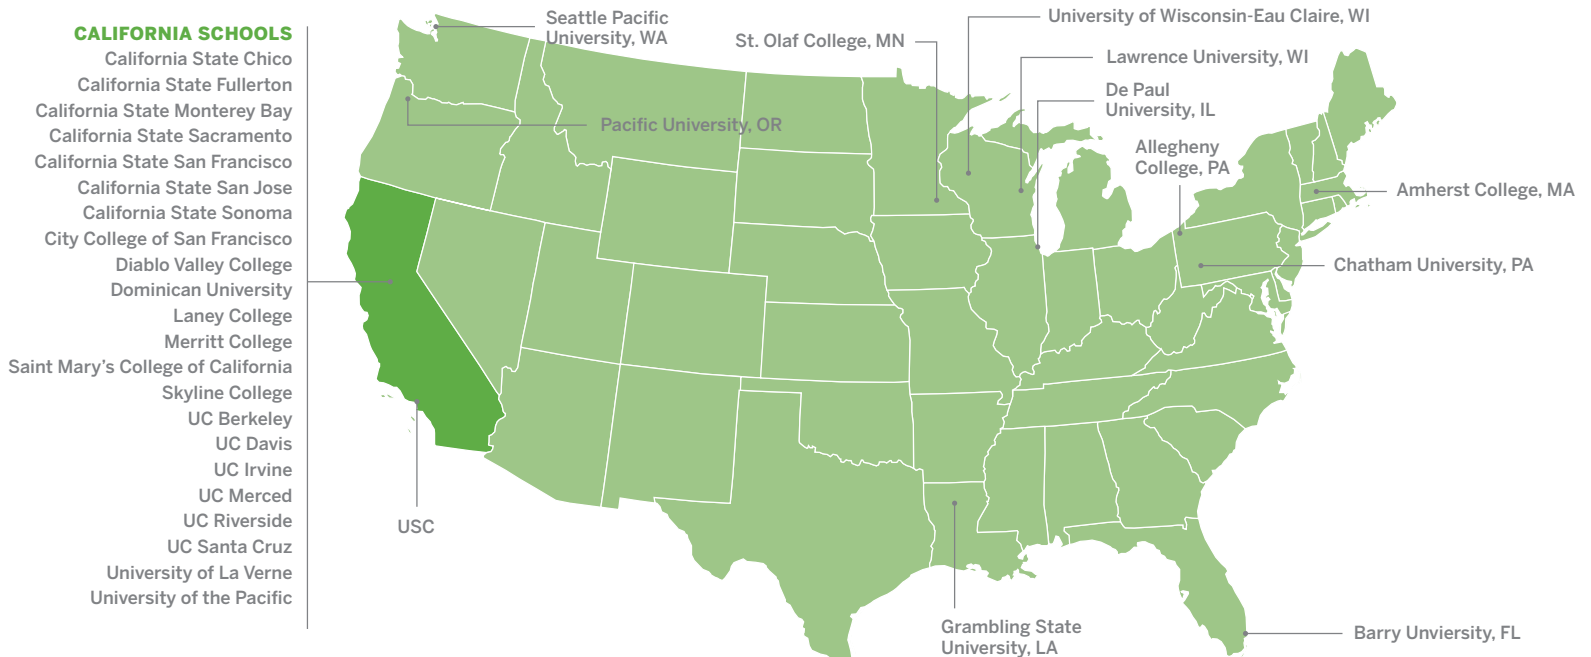 CALIFORNIA SCHOOLS
California State Chico
California State Fullerton
California State Monterey Bay
California State Sacramento
California State San Francisco
California State San Jose
California State Sonoma
City College of San Francisco
Diablo Valley College
Dominican University
Laney College
Merritt College
Saint Mary’s College of California
Skyline College
UC Berkeley
UC Davis
UC Irvine
UC Merced
UC Riverside
UC Santa Cruz
University of La Verne
University of the Pacific
USC
Seattle Pacific
University, WA
Pacific University, OR
St. Olaf College, MN
University of Wisconsin-Eau Claire, WI
Lawrence University, WI
De Paul
University, IL
Allegheny
College, PA
Amherst College, MA
Chatham University, PA
Grambling State
University, LA
Barry Unviersity, FL